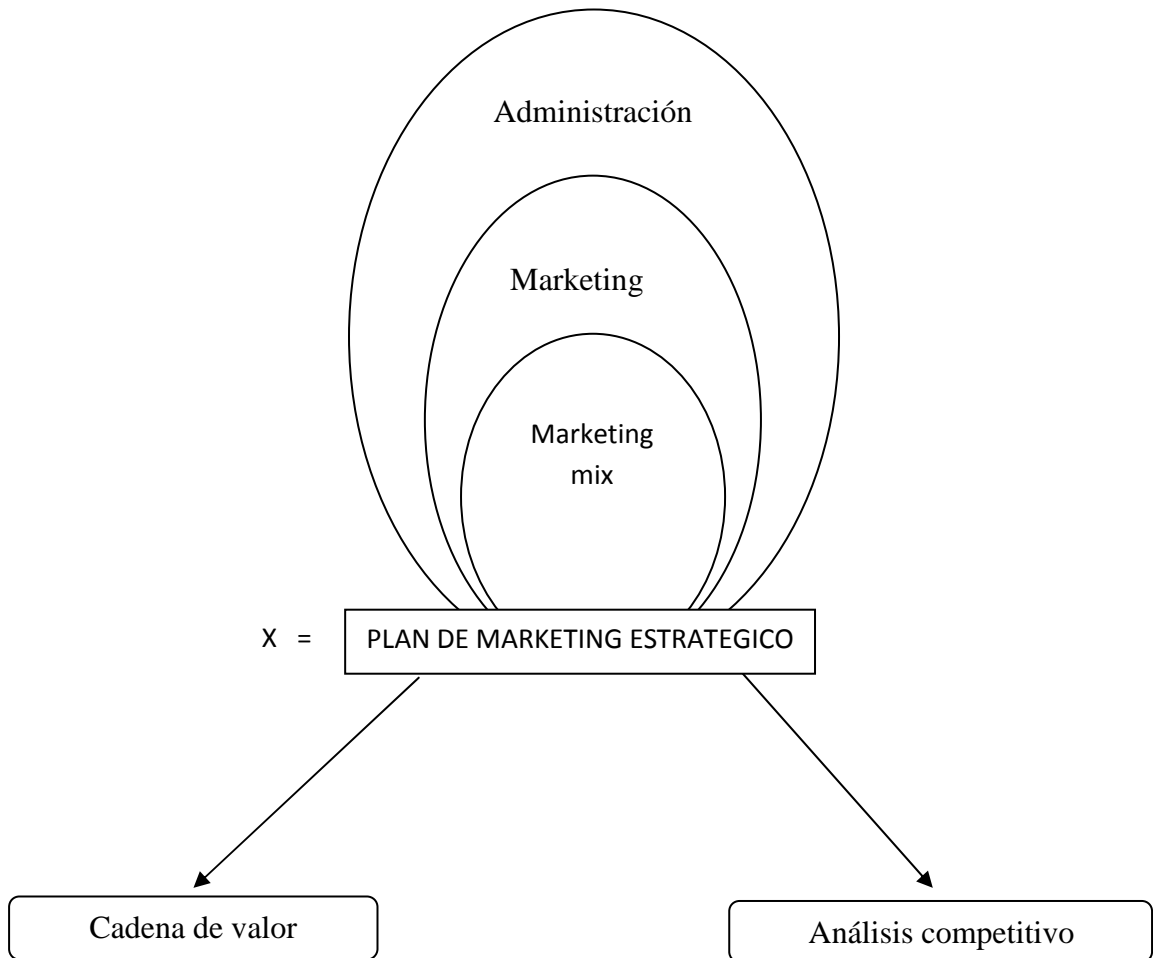 Administración
Marketing
Marketing
mix
X = PLAN DE MARKETING ESTRATEGICO
Cadena de valor
Análisis competitivo